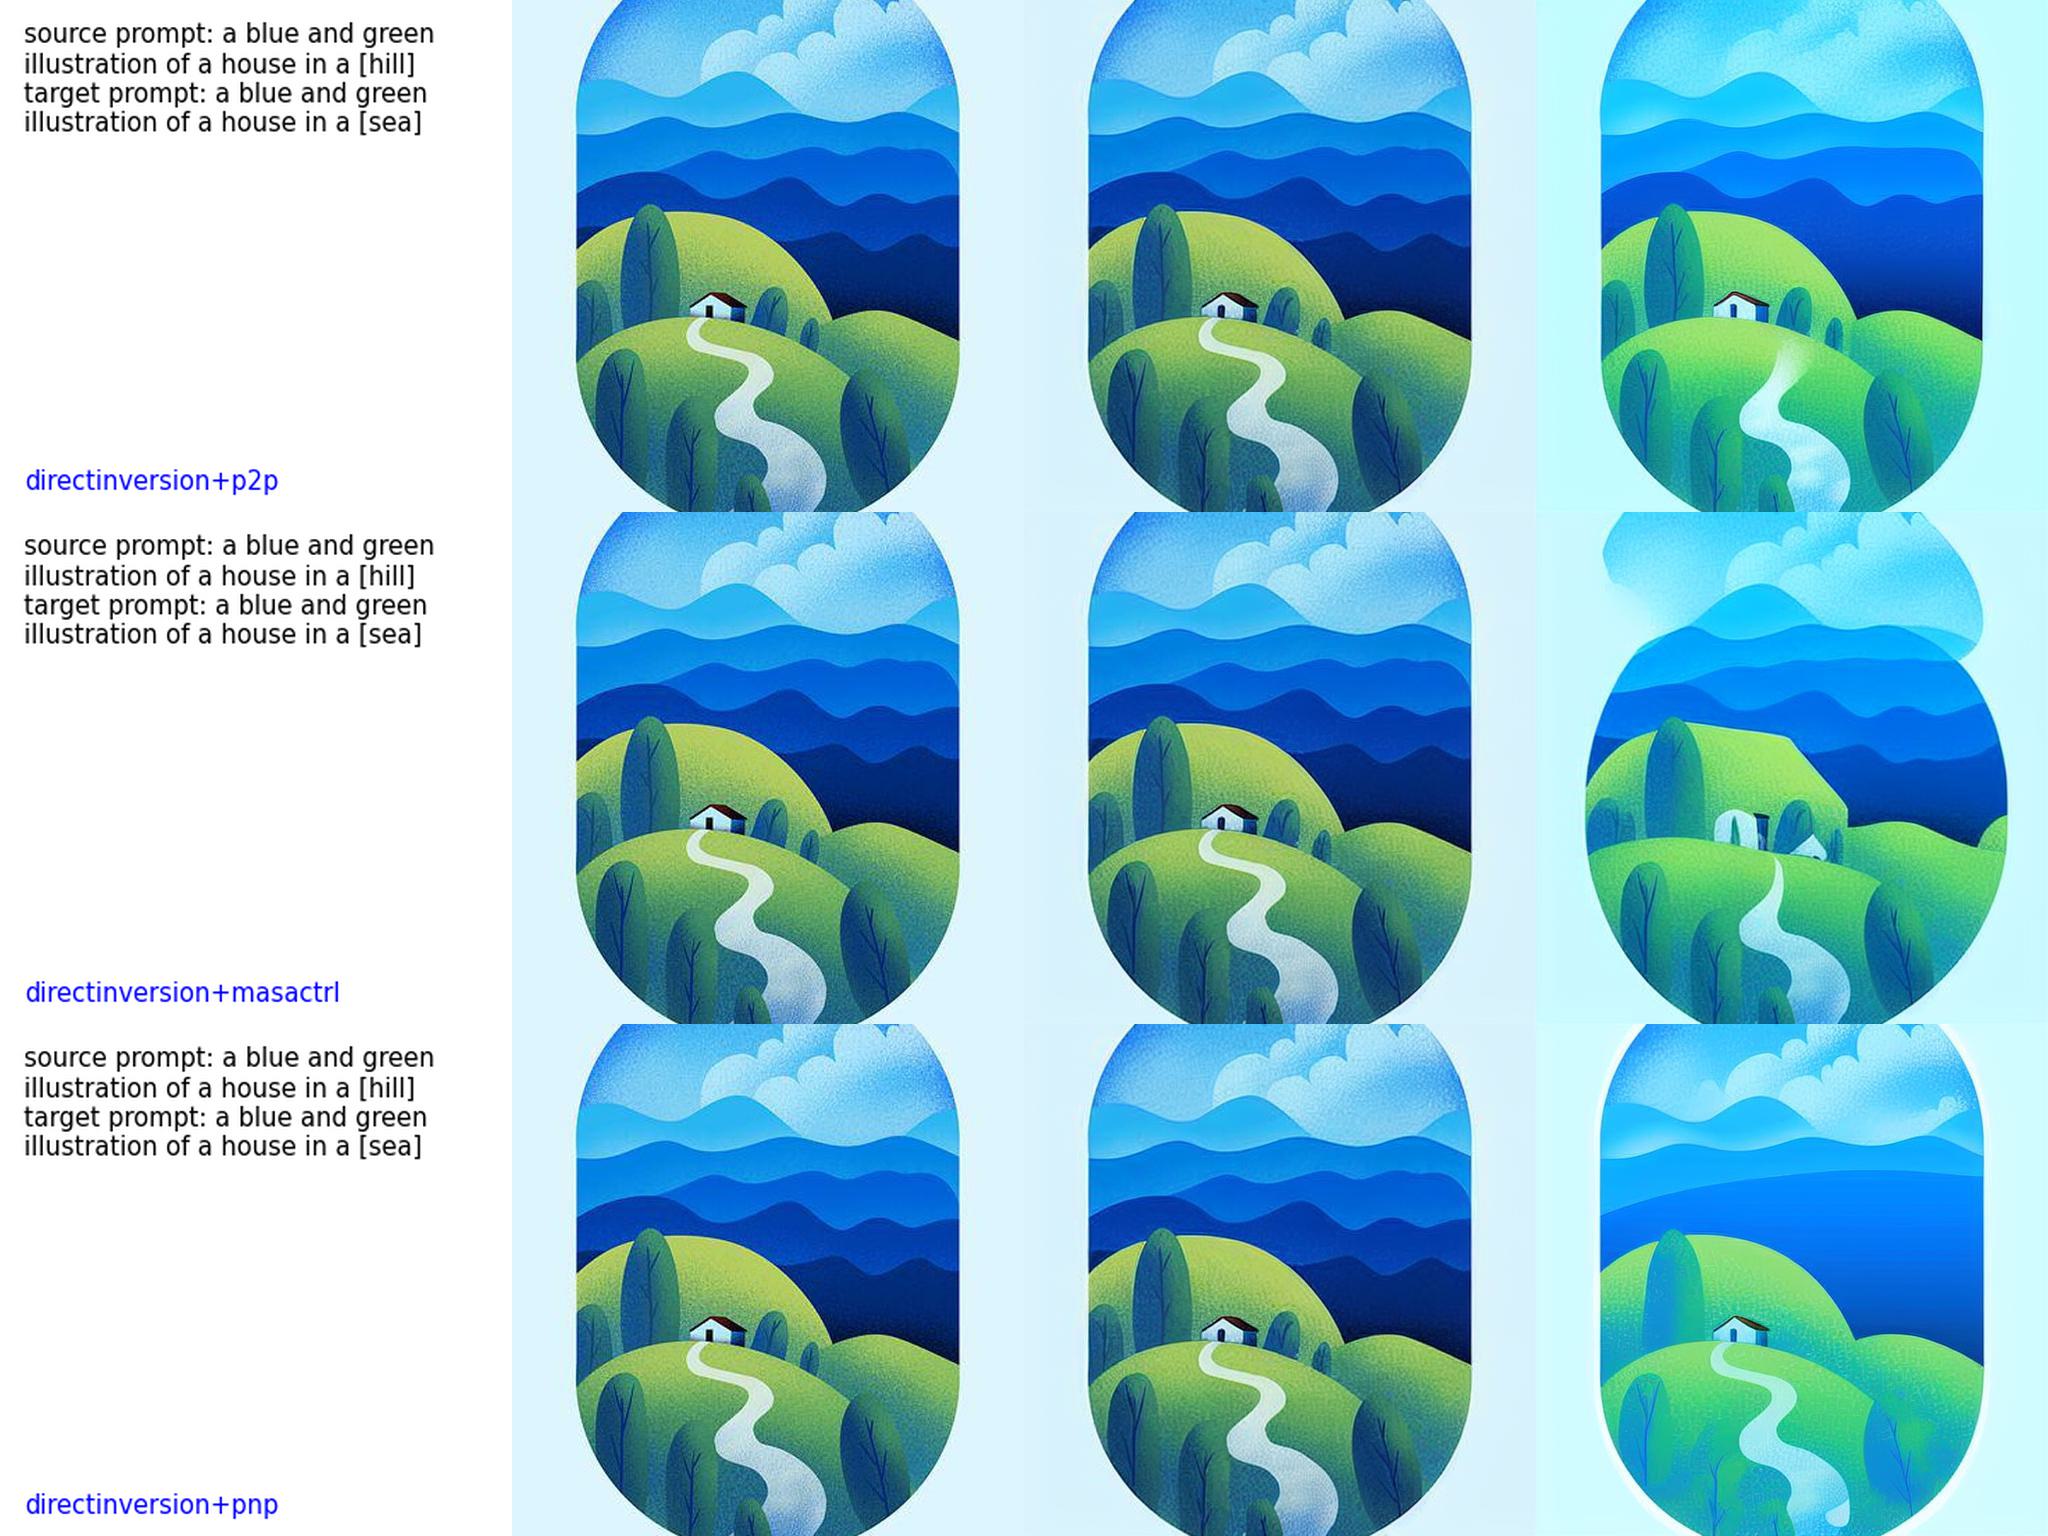 source prompt: a blue and green
illustration of a house in a [hill]
target prompt: a blue and green
illustration of a house in a [sea]
directinversion+p2p
source prompt: a blue and green
illustration of a house in a [hill]
target prompt: a blue and green
illustration of a house in a [sea]
directinversion+masactrl
source prompt: a blue and green
illustration of a house in a [hill]
target prompt: a blue and green
illustration of a house in a [sea]
directinversion+pnp